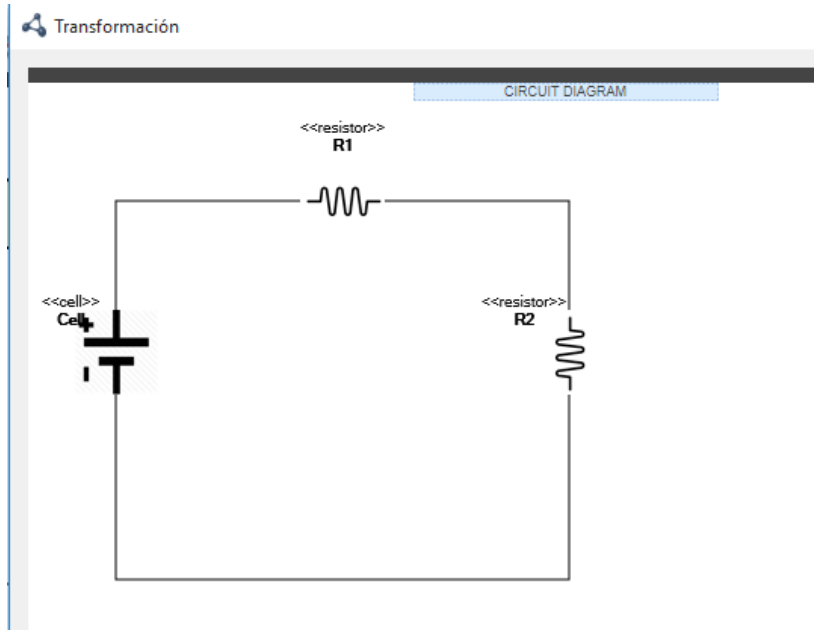 Transformación
CIRCUIT DIAGRAM
<<resistor>>
R1
<<cell>>
Cell
<<resistor>>
R2